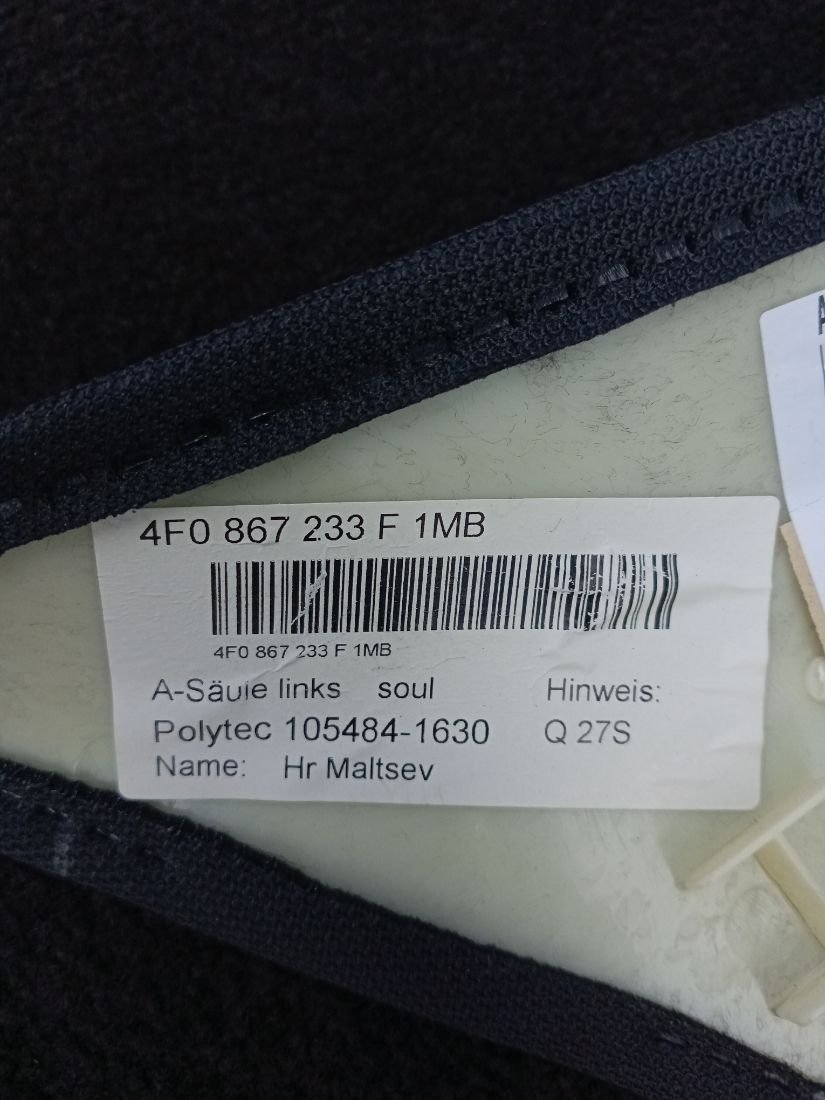 4F0 867 233 F 1MB
4F0 867 233 F 1MB
A-Säule links soul Hinweis:
Polytec 105484-1630 Q 27S
Name: Hr Maltsev
A